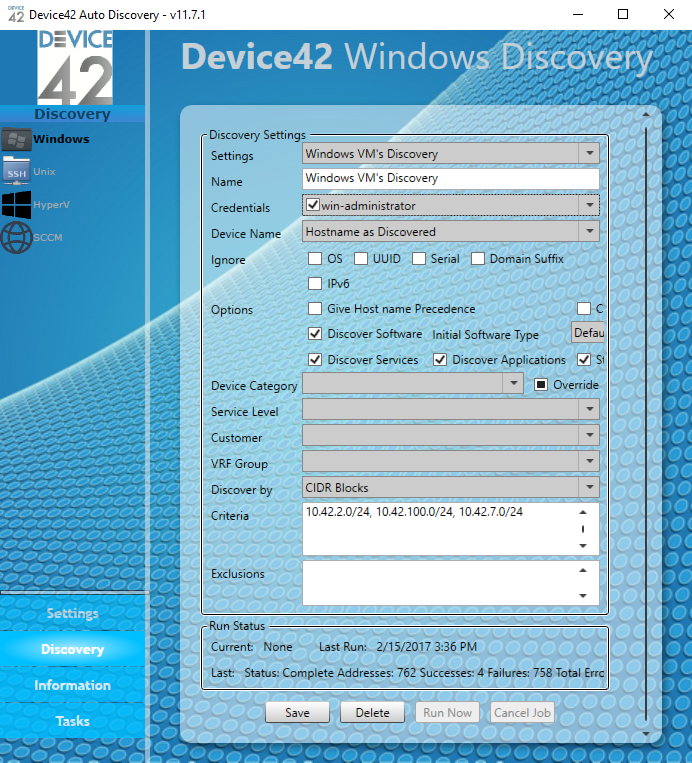 Device42 Auto Discovery - v11.7.1
DEVICE
42
Discovery
Windows
SSH
Unix
HyperV
SCCM
Settings
Discovery
Information
Tasks
Device42 Windows Discovery
Discovery Settings
Settings Windows VM's Discovery
Name Windows VM's Discovery
Credentials win-administrator
Device Name Hostname as Discovered
Ignore OS UUID Serial Domain Suffix
IPv6
Options Give Host name Precedence C
Discover Software Initial Software Type Defau
Discover Services Discover Applications St
Device Category Override
Service Level
Customer
VRF Group
Discover by CIDR Blocks
Criteria 10.42.2.0/24, 10.42.100.0/24, 10.42.7.0/24
Exclusions
Run Status
Current: None Last Run: 2/15/2017 3:36 PM
Last: Status: Complete Addresses: 762 Successes: 4 Failures: 758 Total Erro
Save Delete Run Now Cancel Job